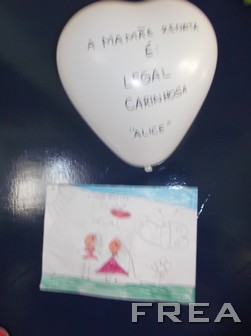 A MAMÃE RENATA
É:
LEGAL
CARINHOSA
"ALICE"
FREA